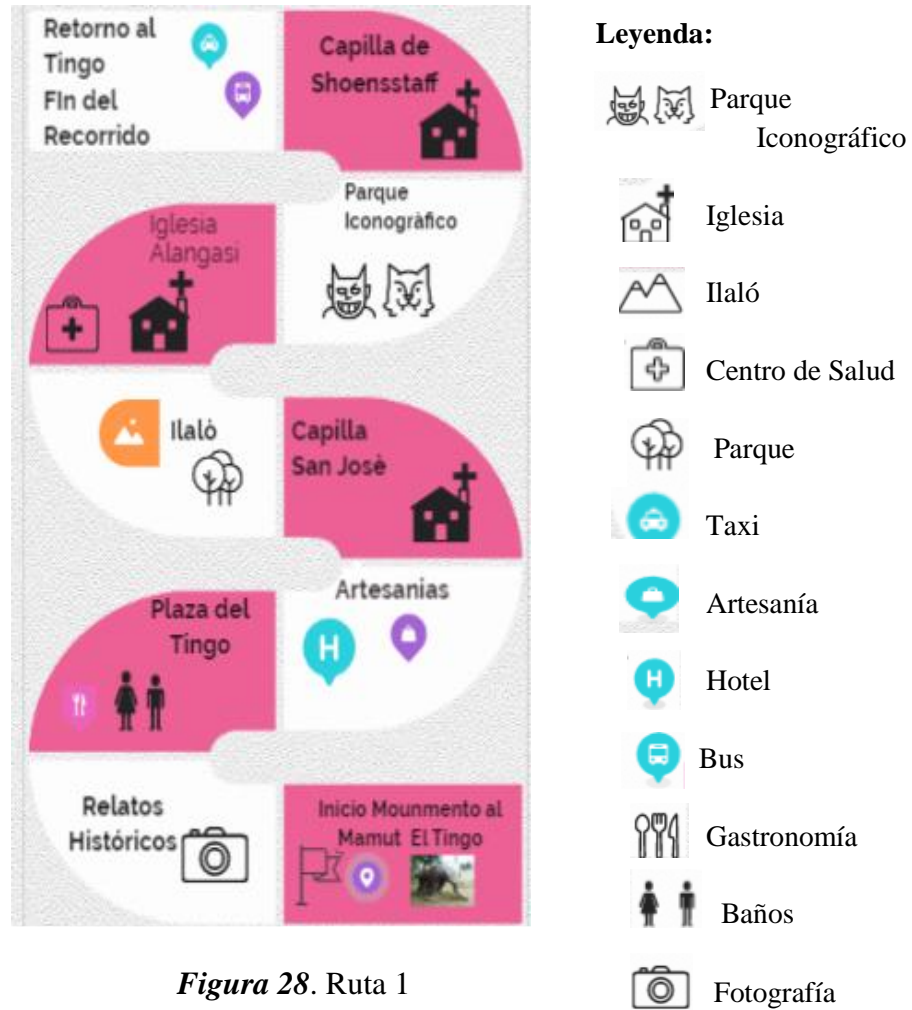 Retorno al
Tingo
FIn del
Recorrido
Capilla de
Shoensstaff
Iglesia
Alangasi
Parque
Iconogràfico
Ilalò
Capilla
San Josè
Plaza del
Tingo
Artesanias
H
Relatos
Históricos
Inicio Mounmento al
Mamut El Tingo
Figura 28. Ruta 1
Leyenda:
Parque
Iconográfico
Iglesia
Ilaló
Centro de Salud
Parque
Taxi
Artesanía
H
Hotel
Bus
Gastronomía
Baños
Fotografía